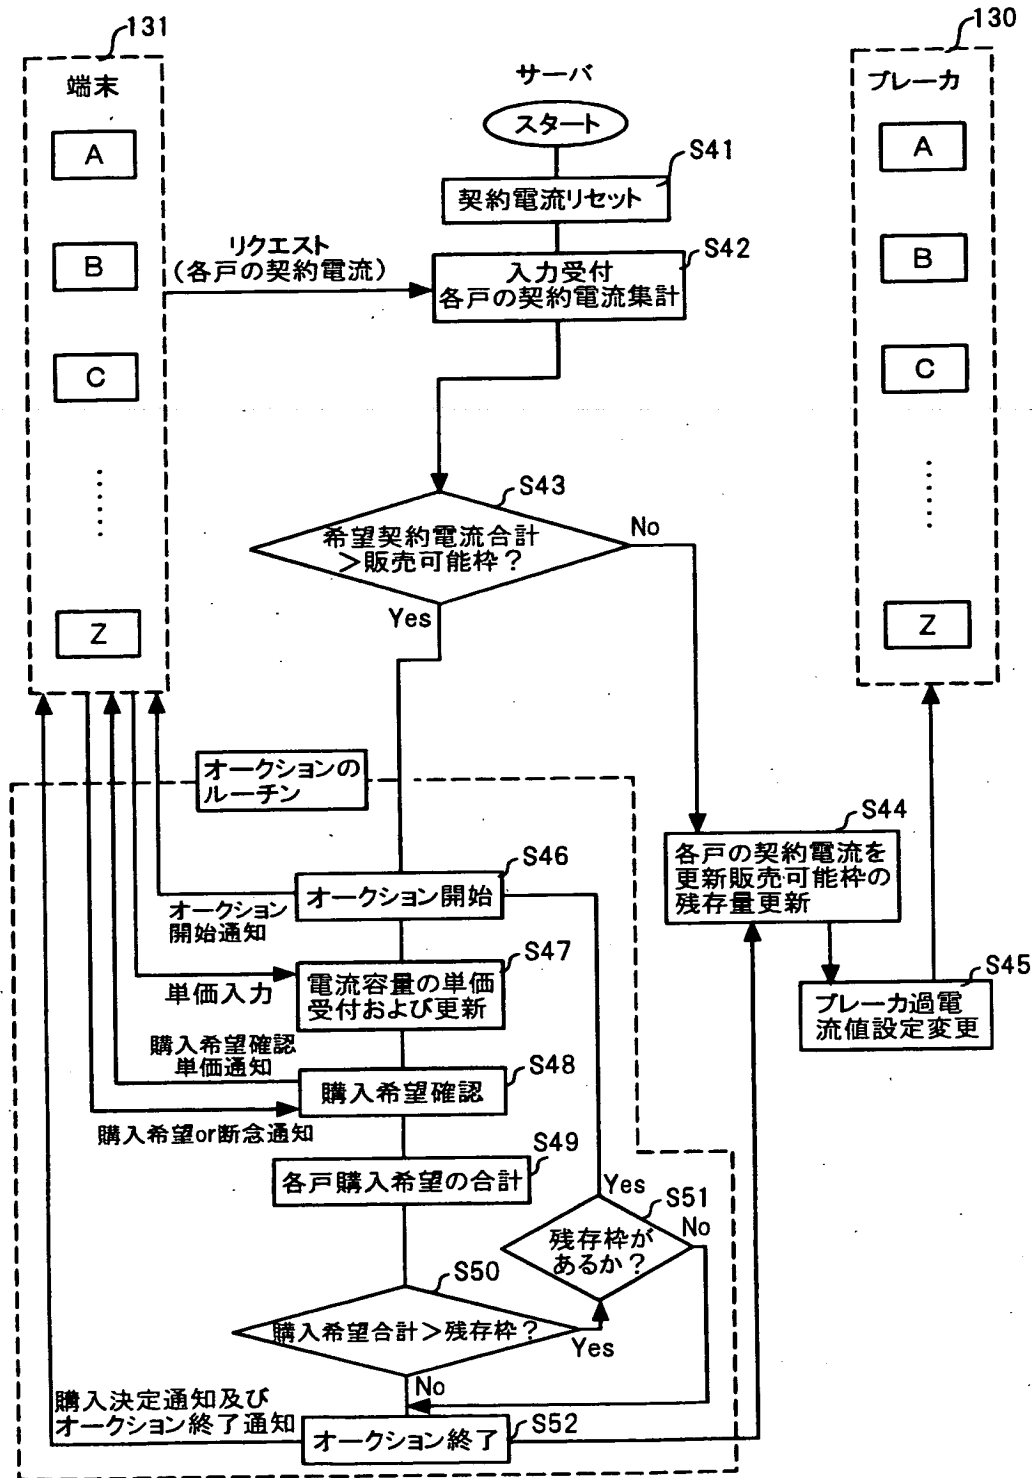 131
端末
A
B
C
Z
サーバ
スタート
S41
契約電流リセット
リクエスト
(各戸の契約電流)
S42
入力受付
各戸の契約電流集計
130
ブレーカ
A
B
C
Z
S43
希望契約電流合計
>販売可能枠?
No
Yes
オークションの
ルーチン
S44
各戸の契約電流を
更新販売可能枠の
残存量更新
S45
ブレーカ過電
流値設定変更
S46
オークション開始
オークション
開始通知
S47
電流容量の単価
受付および更新
単価入力
購入希望確認
単価通知
S48
購入希望確認
購入希望or断念通知
S49
各戸購入希望の合計
Yes
S51
No
残存枠が
あるか?
S50
購入希望合計>残存枠?
Yes
No
購入決定通知及び
オークション終了通知
S52
オークション終了